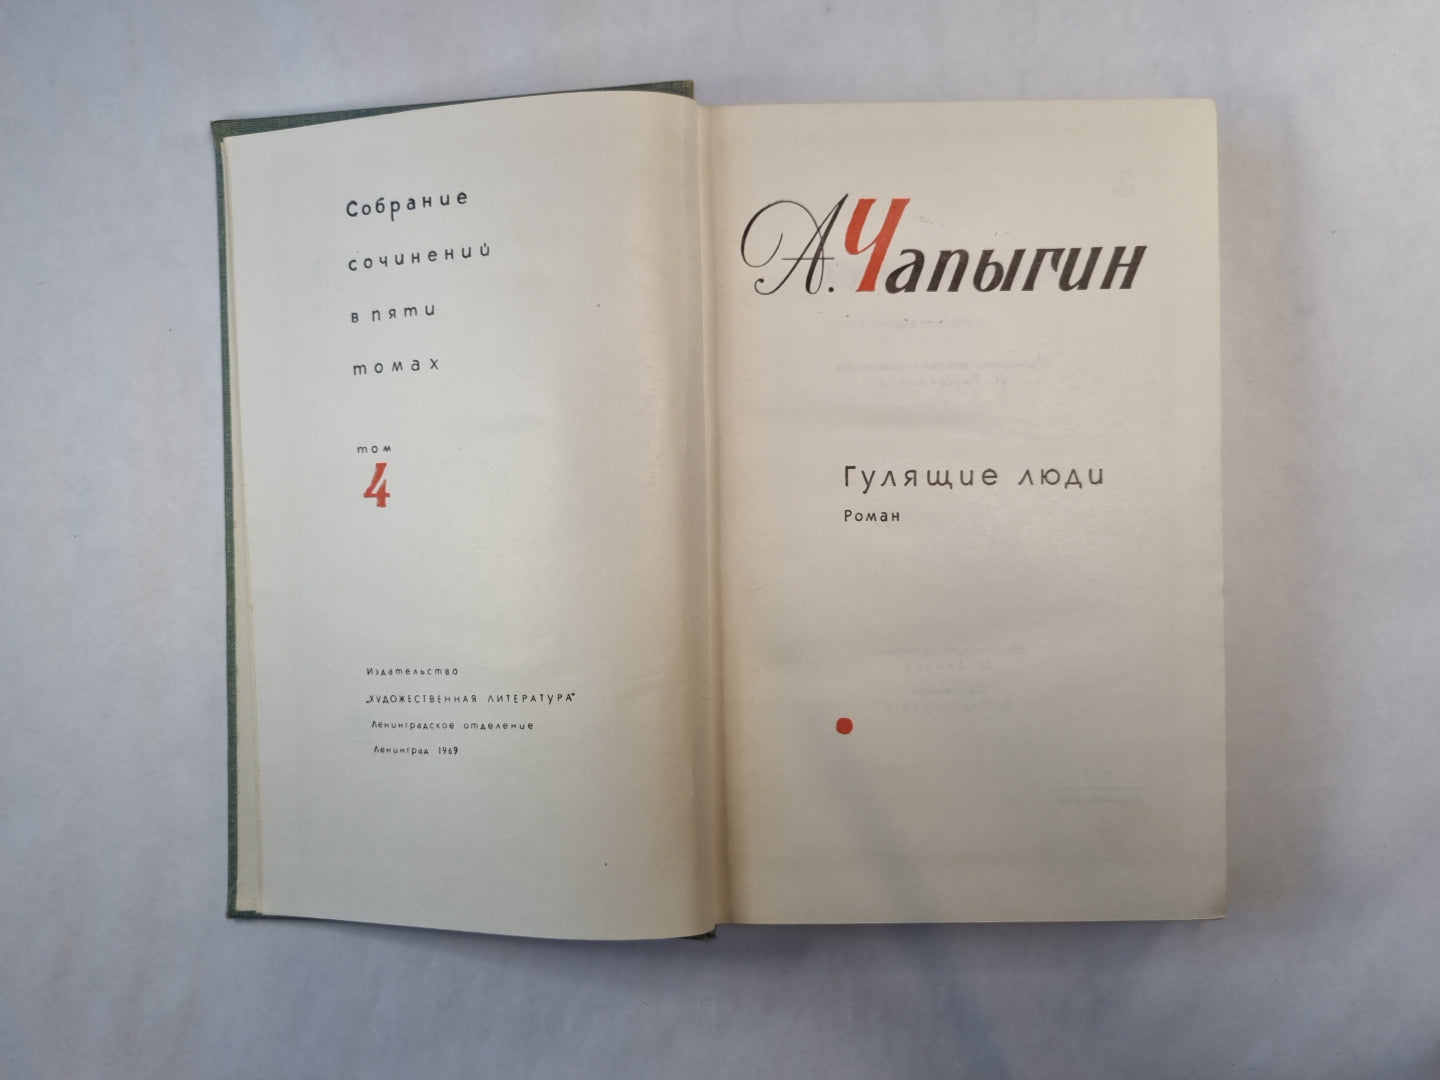 Собрание
сочинений
в пяти
томах
том
4
Издательство
„ХУДОЖЕСТВЕННАЯ ЛИТЕРАТУРА"
Ленинградское отделение
Ленинград 1969
А. Чапыгин
Гулящие люди
Роман